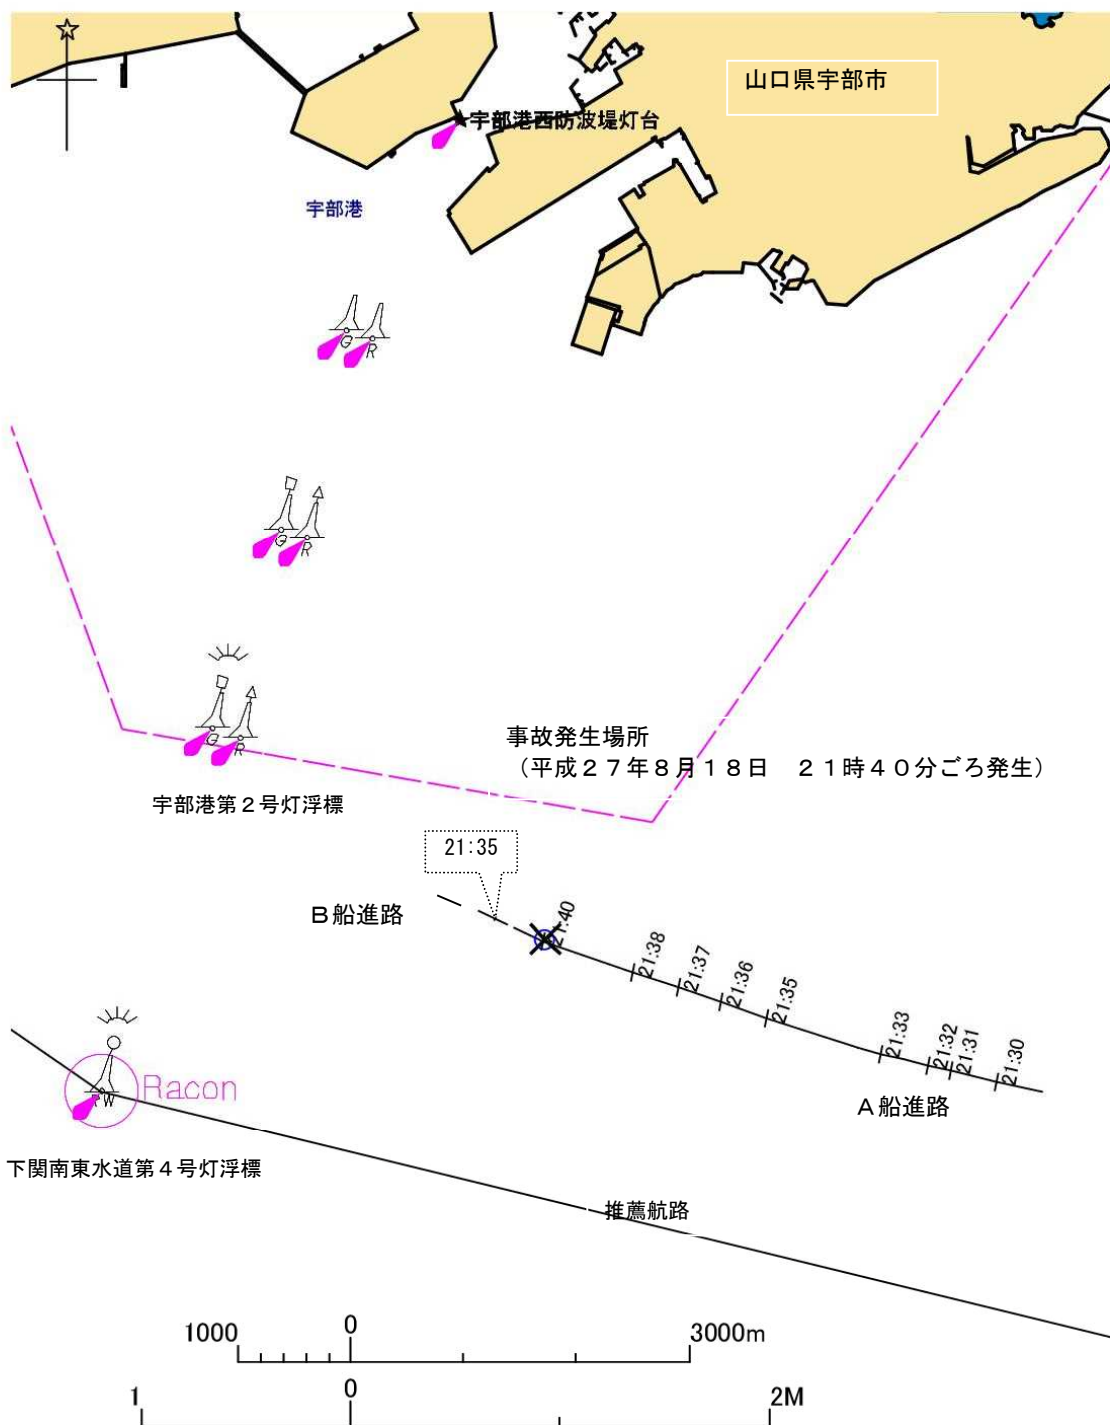 山口県宇部市
宇部港西防波堤灯台
宇部港
G
R
G
R
G
R
事故発生場所
（平成２７年８月１８日　２１時４０分ごろ発生）
宇部港第２号灯浮標
21:35
Ｂ船進路
21:40
21:38
21:37
21:36
21:35
21:33
21:32
21:31
21:30
Ａ船進路
Racon
下関南東水道第４号灯浮標
推薦航路
1000 0 3000m
1 0 2M